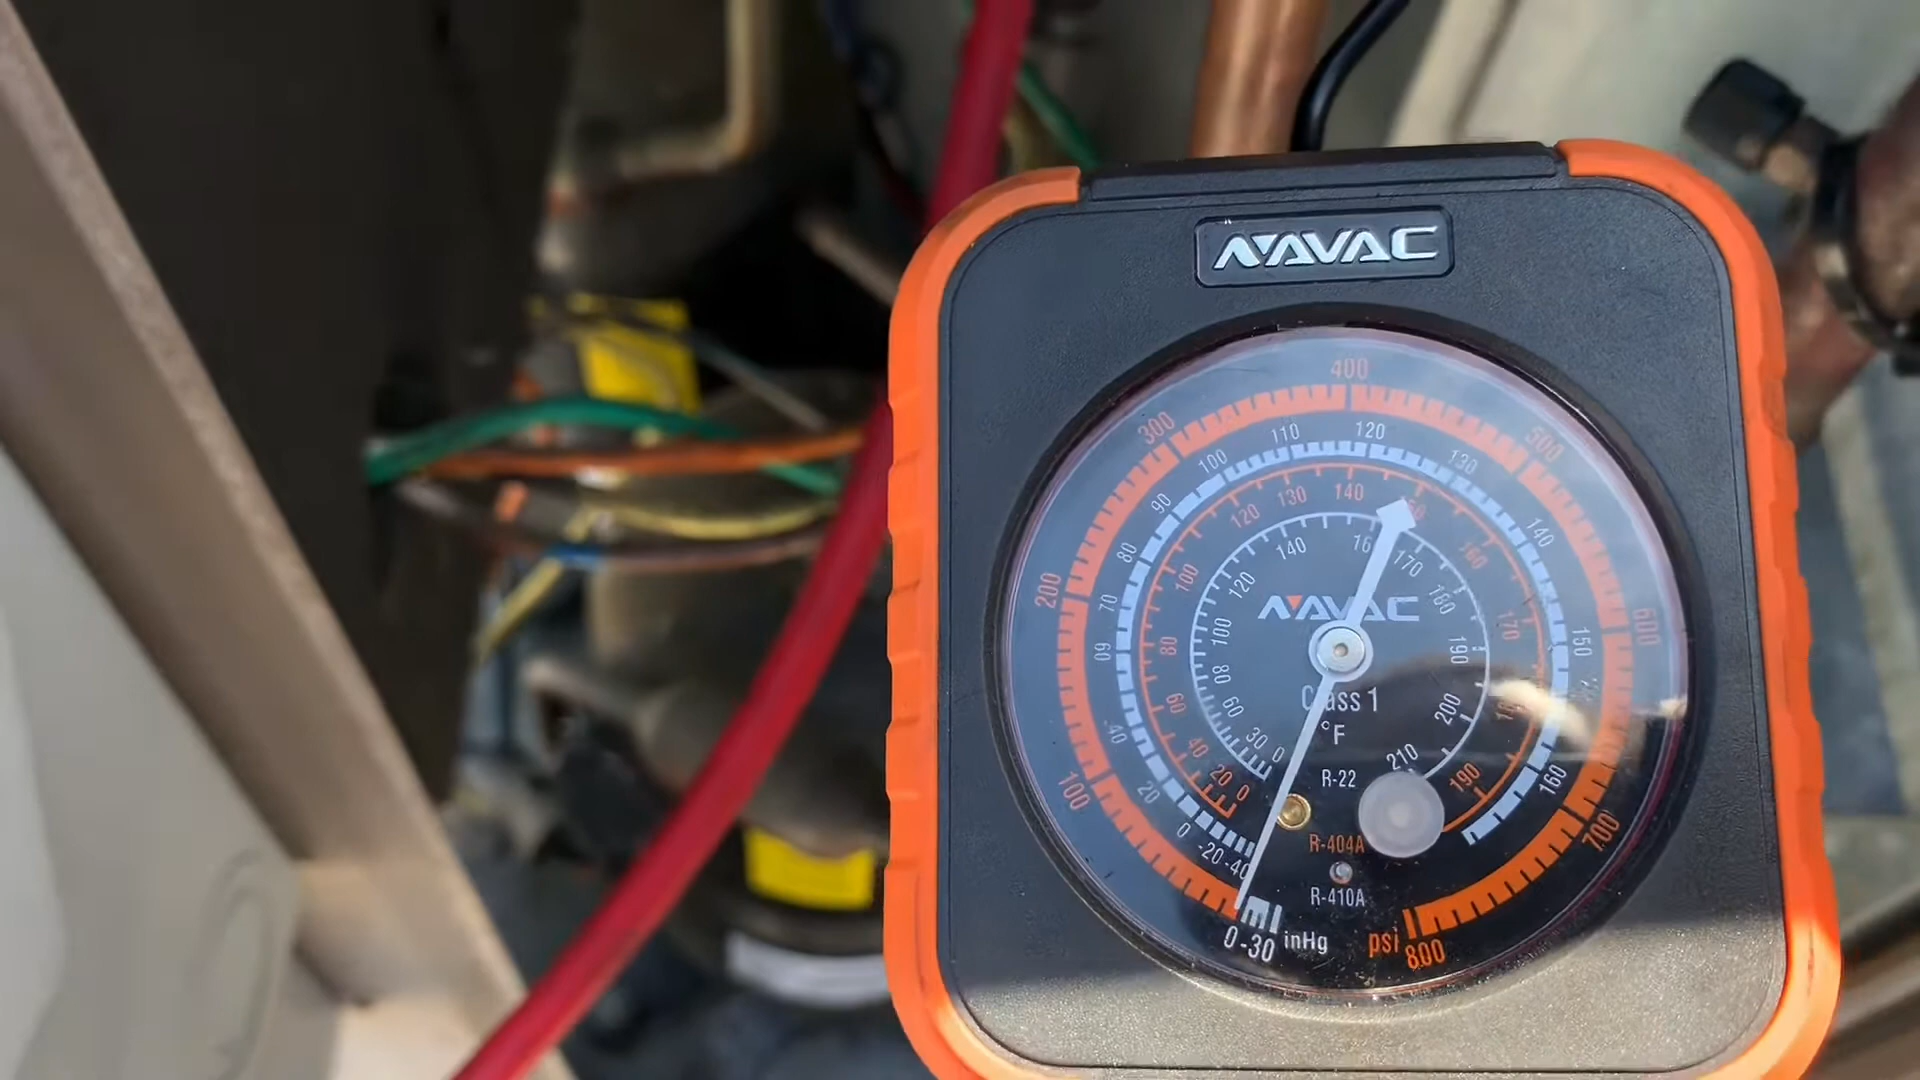 NAVAC
100 200 300 400 500 600 700 800
-40 -20 0 20 40 60 70 80 90 100 110 120 130 140 150 160
0 20 40 60 80 100 120 130 140 160 170 190
0 30 60 80 100 120 140 16 170 180 190 200 210
NAVAC
Class 1
°F
R-22
R-404A
R-410A
0 -30 inHg
psi